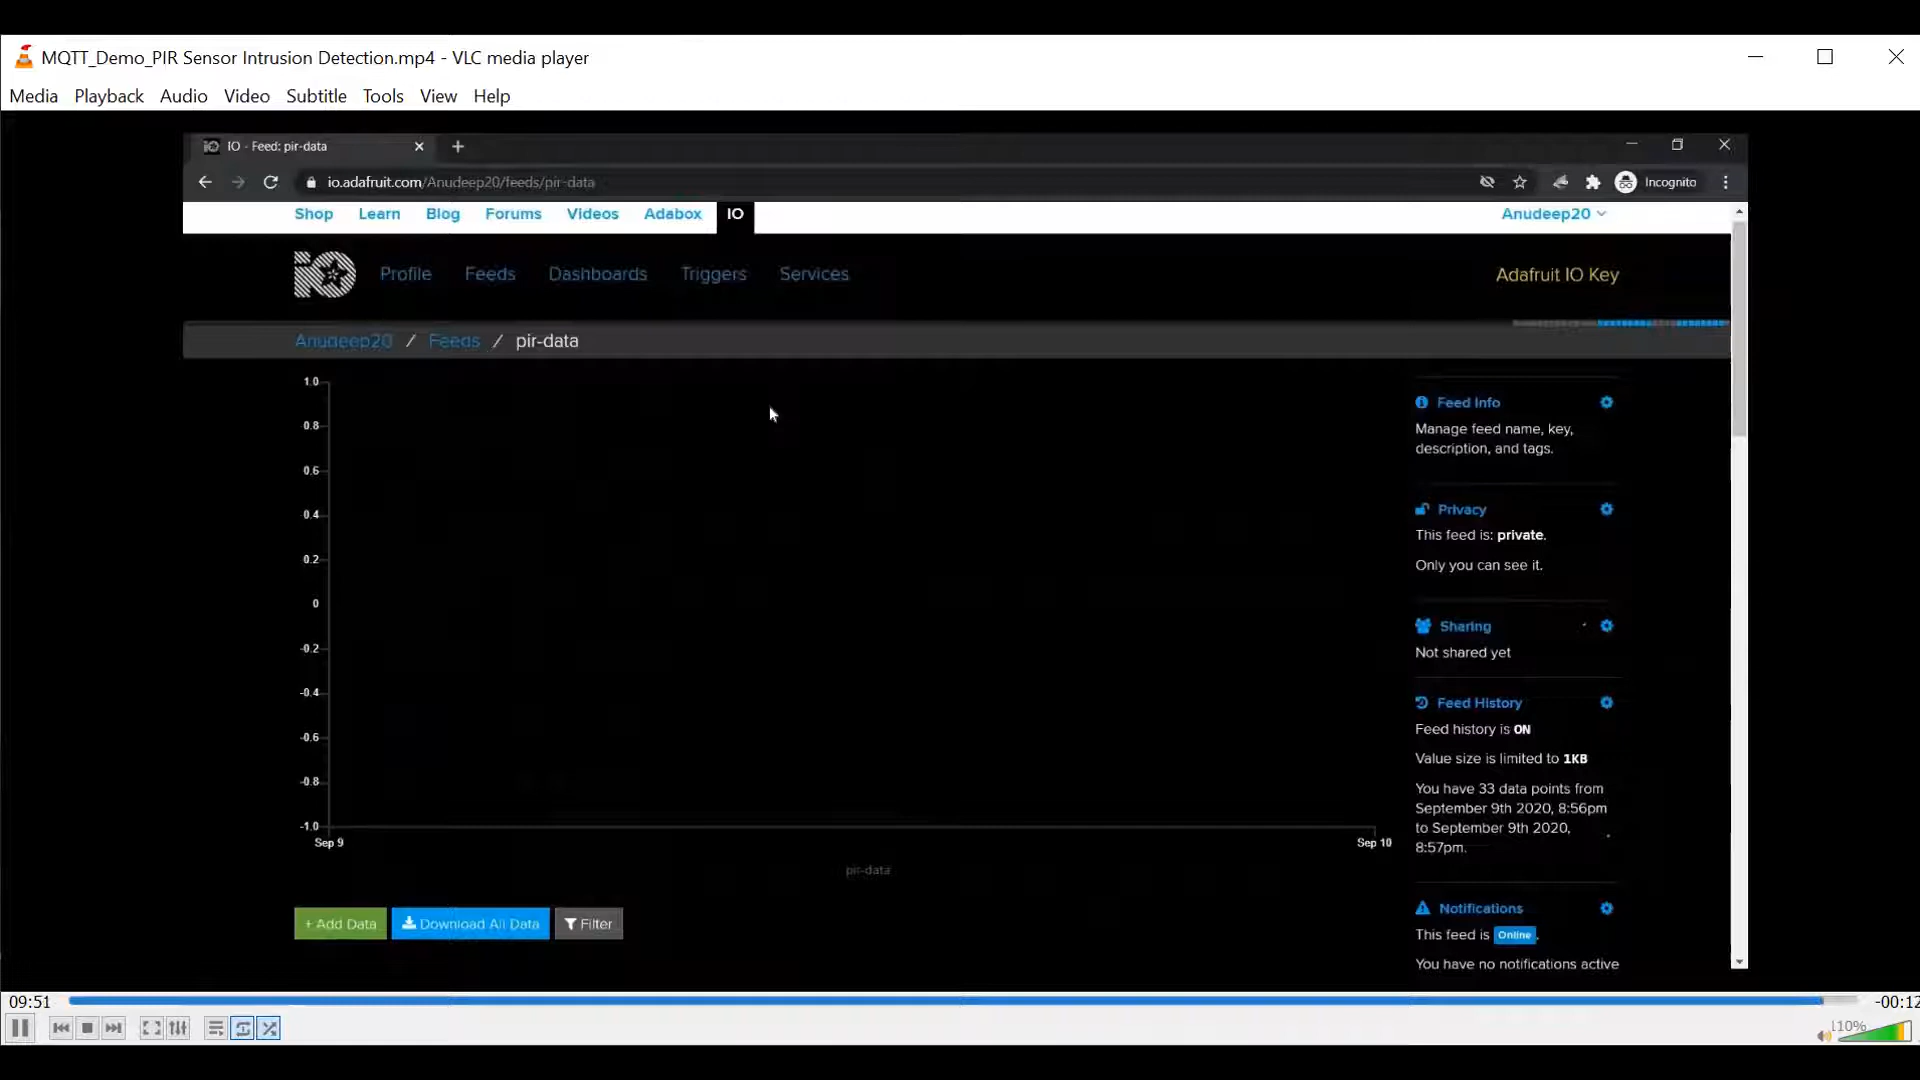 MQTT_Demo_PIR Sensor Intrusion Detection.mp4 - VLC media player
Media Playback Audio Video Subtitle Tools View Help
IO - Feed: pir-data
io.adafruit.com/Anudeep20/feeds/pir-data
Incognito
Shop Learn Blog Forums Videos Adabox IO Anudeep20
iO Profile Feeds Dashboards Triggers Services Adafruit IO Key
Anudeep20 / Feeds / pir-data
1.0
0.8
0.6
0.4
0.2
0
-0.2
-0.4
-0.6
-0.8
-1.0
Sep 9 Sep 10
pir-data
+ Add Data Download All Data Filter
Feed Info
Manage feed name, key,
description, and tags.
Privacy
This feed is: private.
Only you can see it.
Sharing
Not shared yet
Feed History
Feed history is ON
Value size is limited to 1KB
You have 33 data points from
September 9th 2020, 8:56pm
to September 9th 2020,
8:57pm.
Notifications
This feed is Online.
You have no notifications active
09:51 -00:12
110%